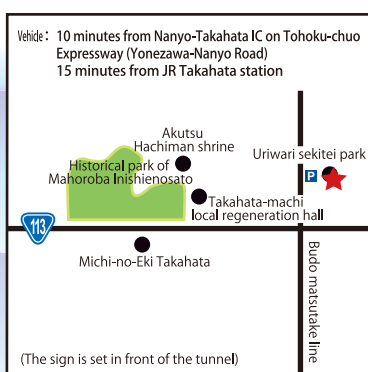 Vehicle : 10 minutes from Nanyo-Takahata IC on Tohoku-chuo
Expressway (Yonezawa-Nanyo Road)
15 minutes from JR Takahata station
Akutsu
Hachiman shrine
Uriwari sekitei park
Historical park of
Mahoroba Inishienosato
P
Takahata-machi
local regeneration hall
113
Michi-no-Eki Takahata
Budo matsutake line
(The sign is set in front of the tunnel)